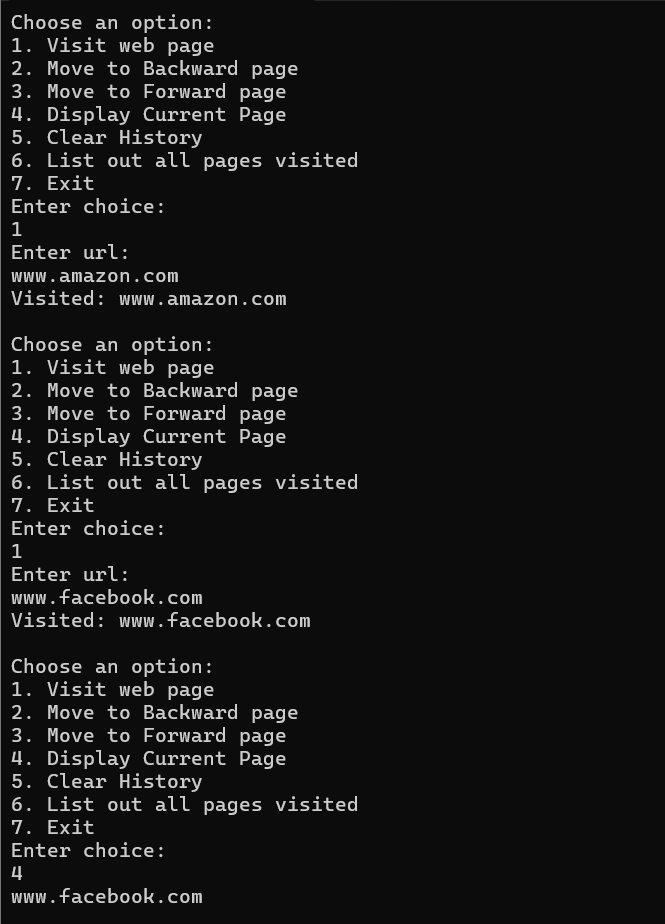 Choose an option:
1. Visit web page
2. Move to Backward page
3. Move to Forward page
4. Display Current Page
5. Clear History
6. List out all pages visited
7. Exit
Enter choice:
1
Enter url:
www.amazon.com
Visited: www.amazon.com

Choose an option:
1. Visit web page
2. Move to Backward page
3. Move to Forward page
4. Display Current Page
5. Clear History
6. List out all pages visited
7. Exit
Enter choice:
1
Enter url:
www.facebook.com
Visited: www.facebook.com

Choose an option:
1. Visit web page
2. Move to Backward page
3. Move to Forward page
4. Display Current Page
5. Clear History
6. List out all pages visited
7. Exit
Enter choice:
4
www.facebook.com